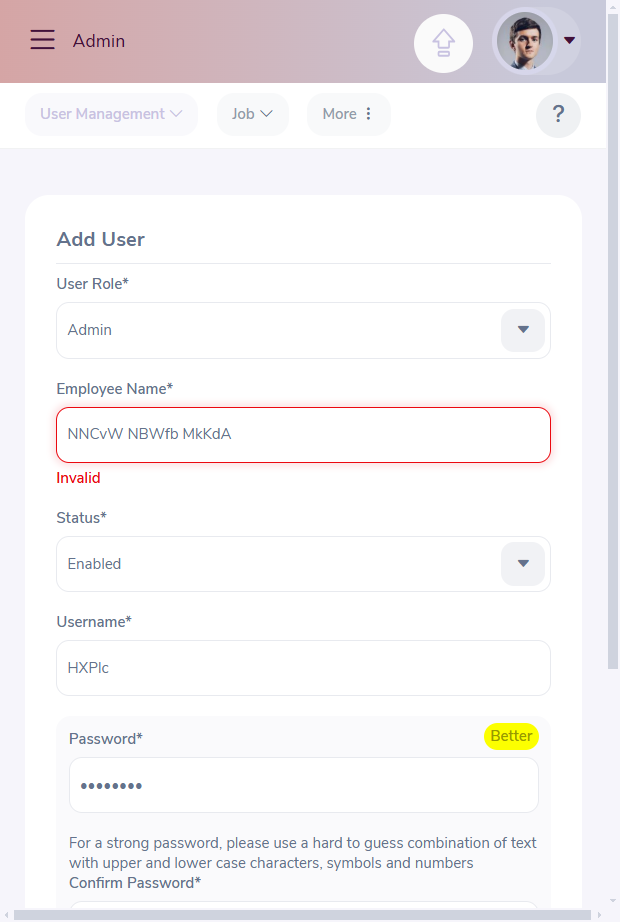 Admin
User Management
Job
More
?
Add User
User Role*
Admin
Employee Name*
NNCvW NBWfb MkKdA
Invalid
Status*
Enabled
Username*
HXPlc
Password*
Better
••••••••
For a strong password, please use a hard to guess combination of text
with upper and lower case characters, symbols and numbers
Confirm Password*